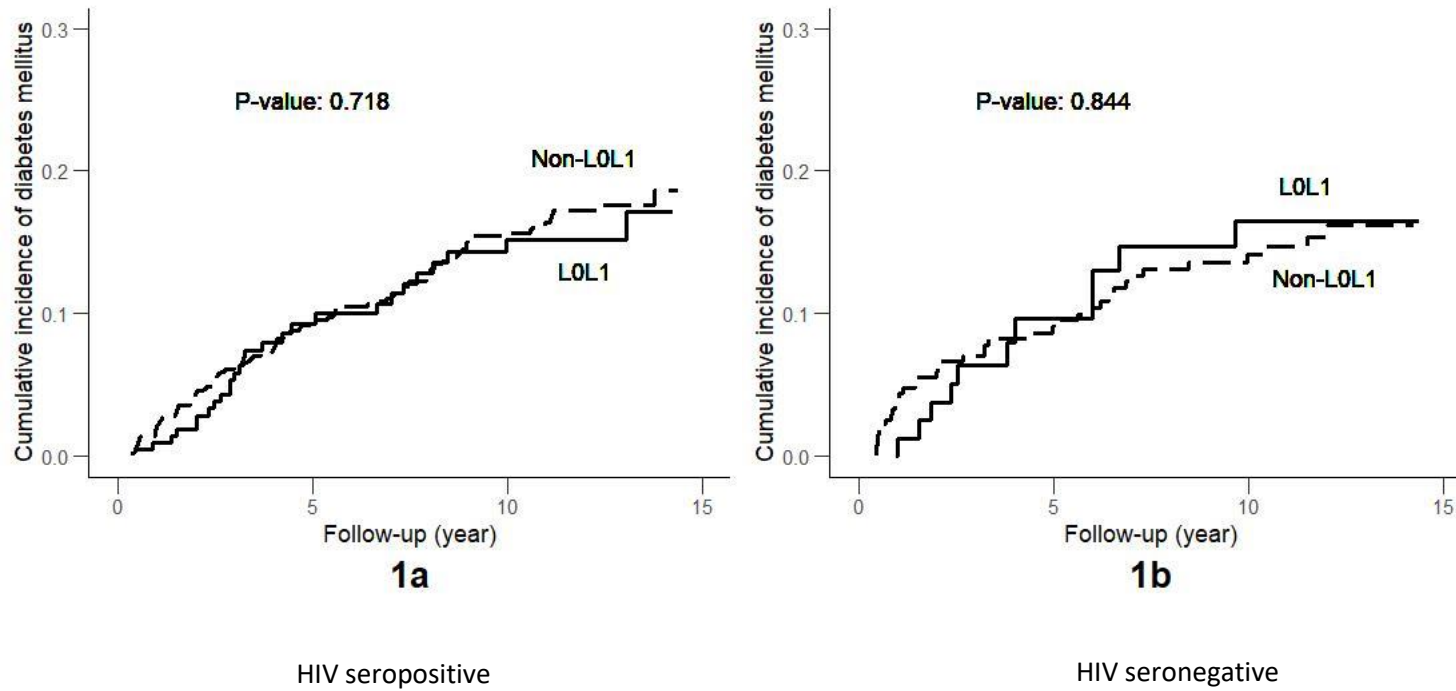 Cumulative incidence of diabetes mellitus
0.3
0.2
0.1
0.0
P-value: 0.718
Non-L0L1
L0L1
0
5
10
15
Follow-up (year)
1a
HIV seropositive
Cumulative incidence of diabetes mellitus
0.3
0.2
0.1
0.0
P-value: 0.844
L0L1
Non-L0L1
0
5
10
15
Follow-up (year)
1b
HIV seronegative